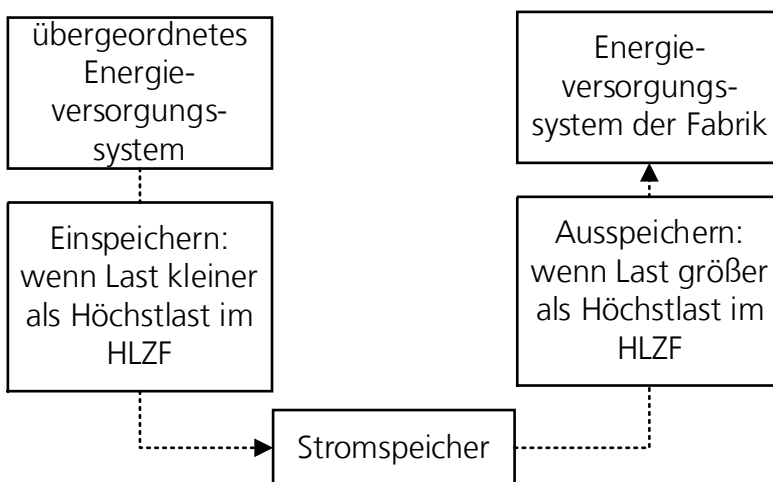 übergeordnetes
Energie-
versorgungs-
system
Energie-
versorgungs-
system der Fabrik
Einspeichern:
wenn Last kleiner
als Höchstlast im
HLZF
Ausspeichern:
wenn Last größer
als Höchstlast im
HLZF
Stromspeicher